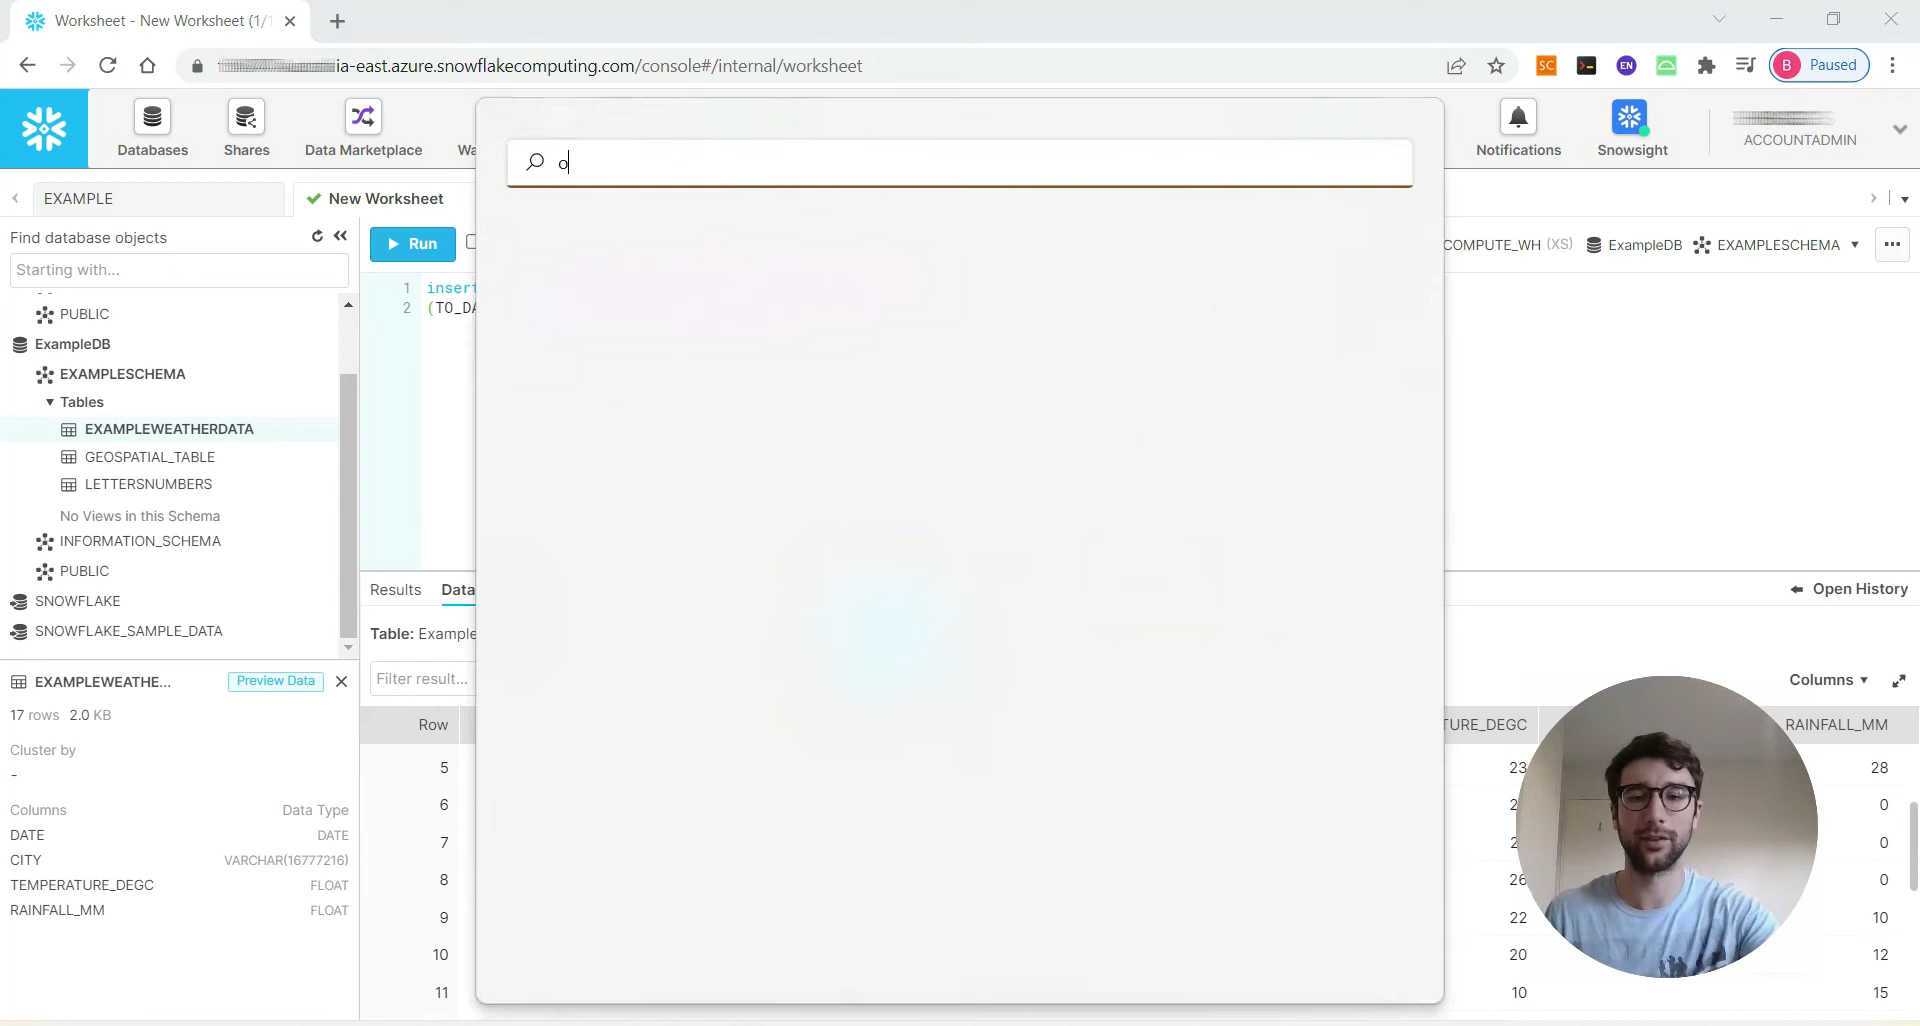 Worksheet - New Worksheet (1/1
ia-east.azure.snowflakecomputing.com/console#/internal/worksheet
SC
EN
B Paused
Databases
Shares
Data Marketplace
Wa
o
Notifications
Snowsight
ACCOUNTADMIN
EXAMPLE
New Worksheet
Find database objects
Starting with...
Run
COMPUTE_WH (XS) ExampleDB EXAMPLESCHEMA
1 insert
2 (TO_DA
PUBLIC
ExampleDB
EXAMPLESCHEMA
Tables
EXAMPLEWEATHERDATA
GEOSPATIAL_TABLE
LETTERSNUMBERS
No Views in this Schema
INFORMATION_SCHEMA
PUBLIC
SNOWFLAKE
SNOWFLAKE_SAMPLE_DATA
Results Data
Open History
Table: Example
Filter result...
Columns
EXAMPLEWEATHE... Preview Data
17 rows 2.0 KB
Cluster by
-
Columns Data Type
DATE DATE
CITY VARCHAR(16777216)
TEMPERATURE_DEGC FLOAT
RAINFALL_MM FLOAT
Row TURE_DEGC RAINFALL_MM
5 23 28
6 0
7 0
8 26 0
9 22 10
10 20 12
11 10 15